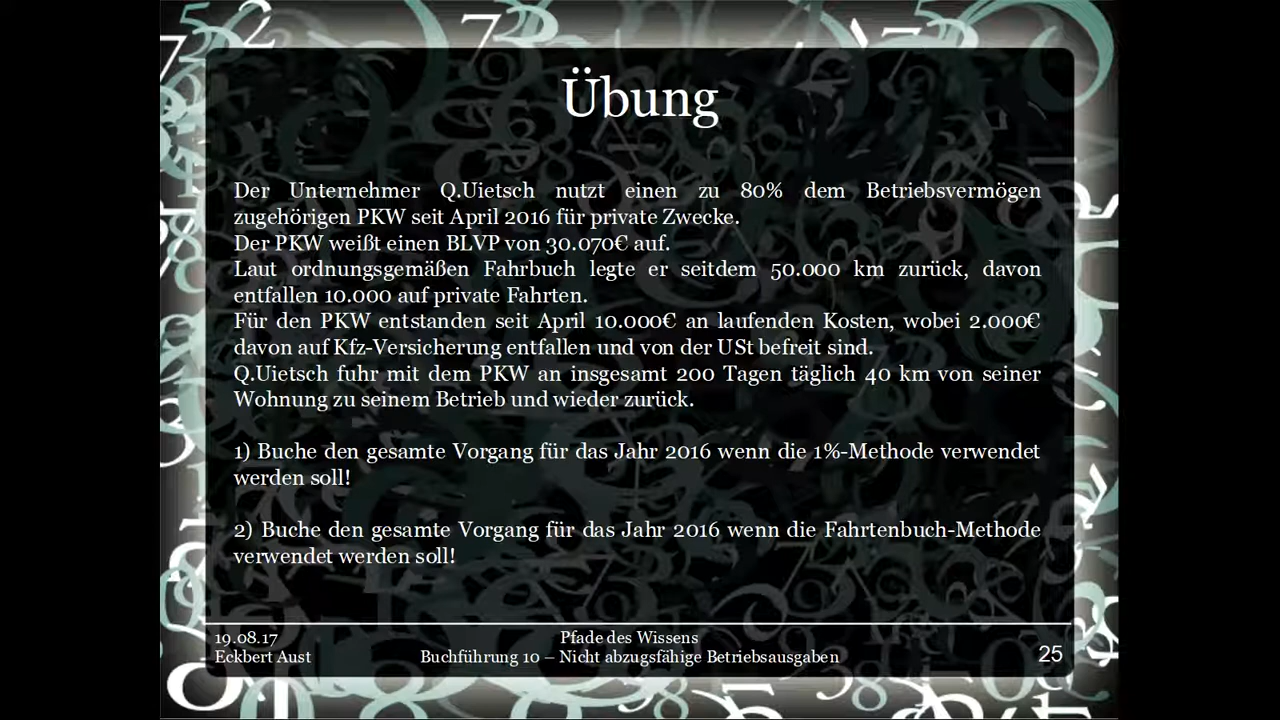 Übung
Der Unternehmer Q.Uietsch nutzt einen zu 80% dem Betriebsvermögen
zugehörigen PKW seit April 2016 für private Zwecke.
Der PKW weißt einen BLVP von 30.070€ auf.
Laut ordnungsgemäßen Fahrbuch legte er seitdem 50.000 km zurück, davon
entfallen 10.000 auf private Fahrten.
Für den PKW entstanden seit April 10.000€ an laufenden Kosten, wobei 2.000€
davon auf Kfz-Versicherung entfallen und von der USt befreit sind.
Q.Uietsch fuhr mit dem PKW an insgesamt 200 Tagen täglich 40 km von seiner
Wohnung zu seinem Betrieb und wieder zurück.
1) Buche den gesamte Vorgang für das Jahr 2016 wenn die 1%-Methode verwendet
werden soll!
2) Buche den gesamte Vorgang für das Jahr 2016 wenn die Fahrtenbuch-Methode
verwendet werden soll!
19.08.17
Eckbert Aust
Pfade des Wissens
Buchführung 10 – Nicht abzugsfähige Betriebsausgaben
25